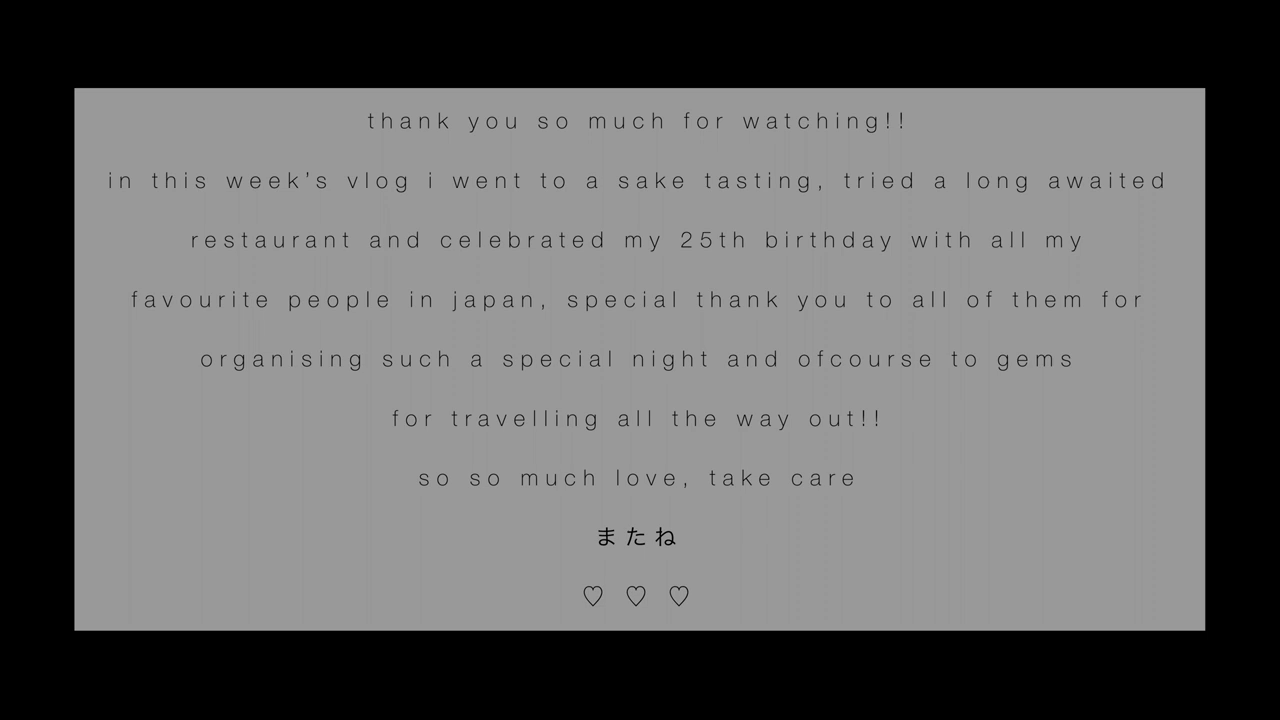 thank you so much for watching!!
in this week's vlog i went to a sake tasting, tried a long awaited
restaurant and celebrated my 25th birthday with all my
favourite people in japan, special thank you to all of them for
organising such a special night and ofcourse to gems
for travelling all the way out!!
so so much love, take care
またね
♡ ♡ ♡